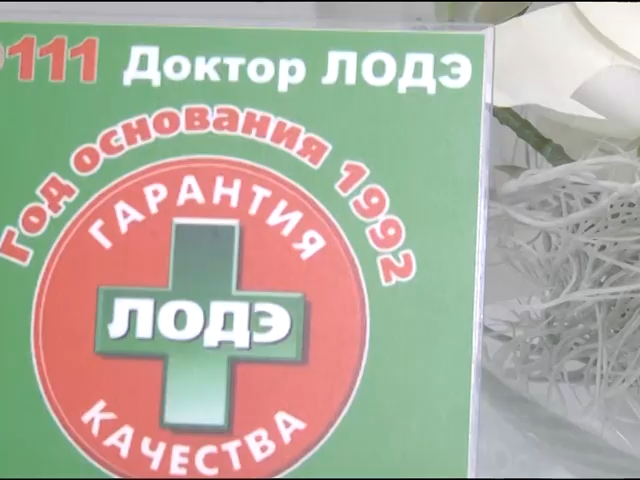 111 Доктор ЛОДЭ
Год основания 1992
ГАРАНТИЯ
ЛОДЭ
КАЧЕСТВА